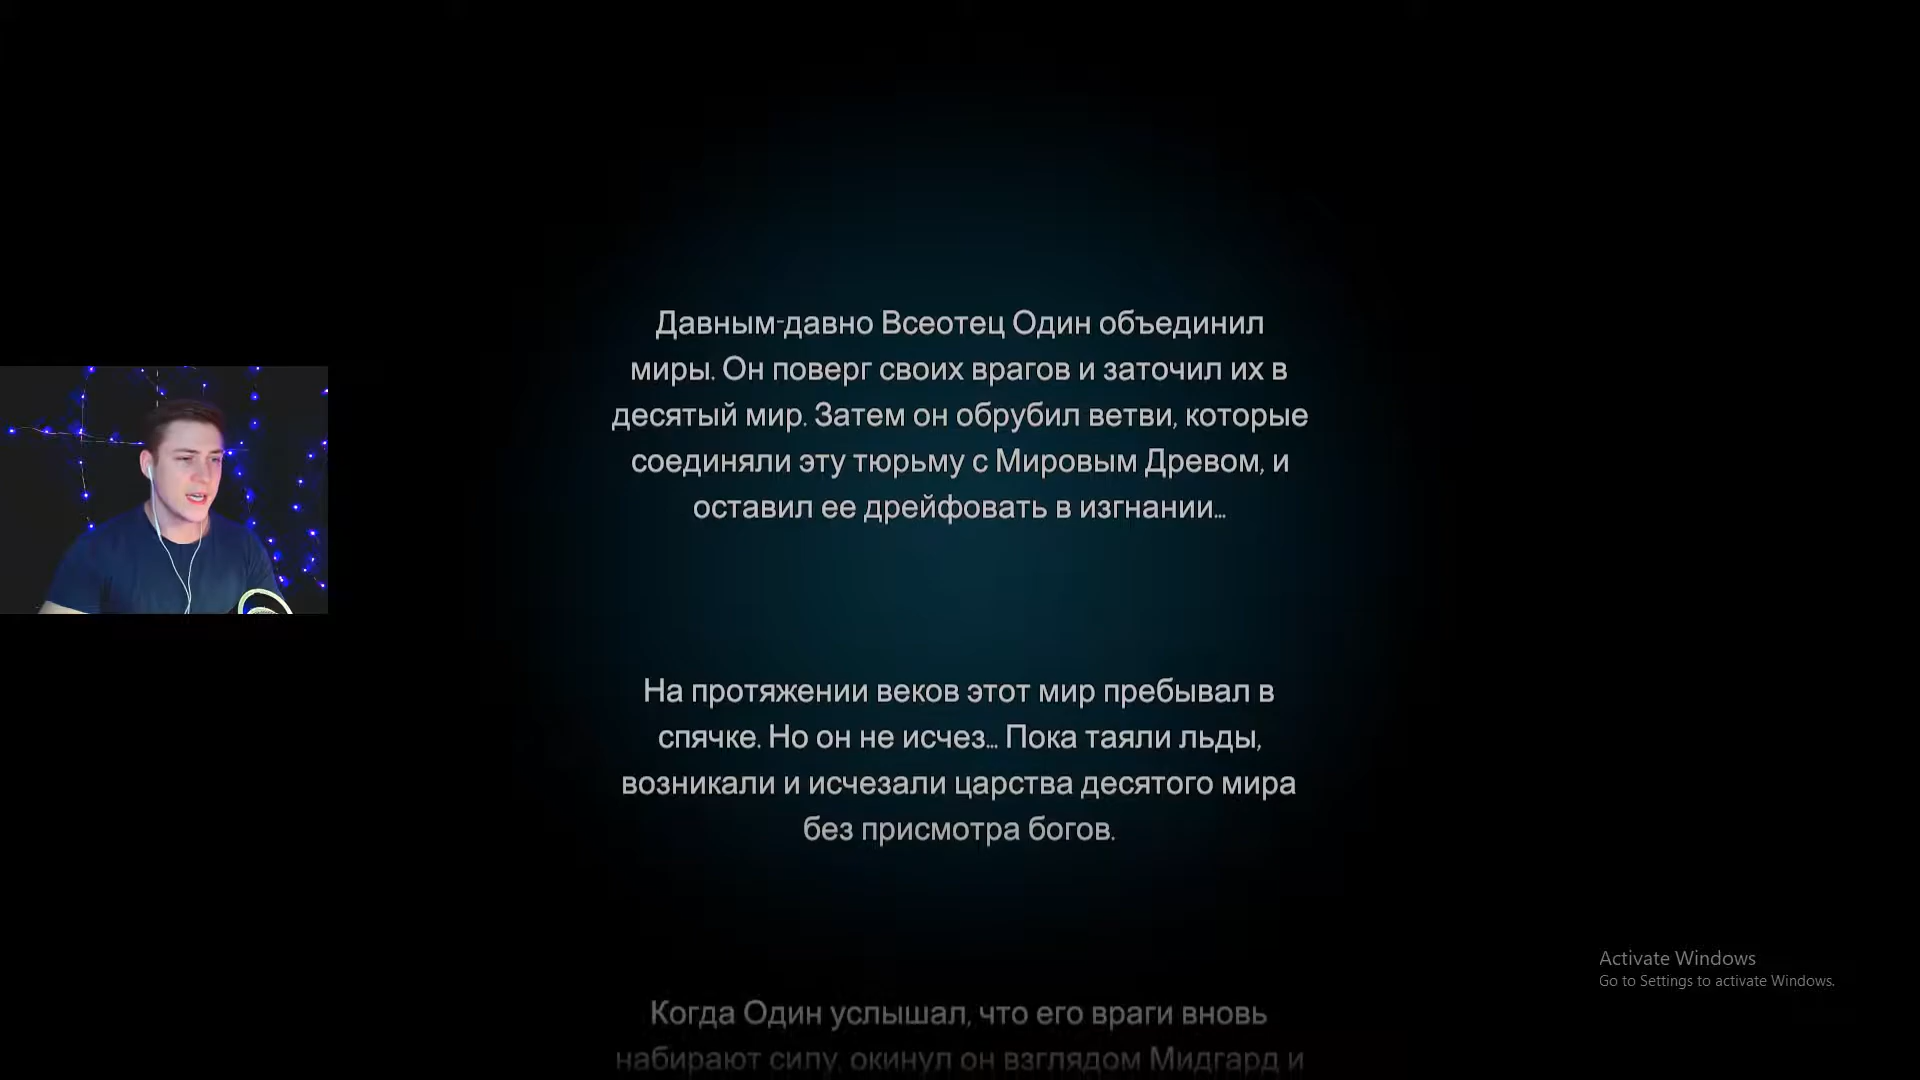 Давным-давно Всеотец Один объединил
миры. Он поверг своих врагов и заточил их в
десятый мир. Затем он обрубил ветви, которые
соединяли эту тюрьму с Мировым Древом, и
оставил ее дрейфовать в изгнании...
На протяжении веков этот мир пребывал в
спячке. Но он не исчез... Пока таяли льды,
возникали и исчезали царства десятого мира
без присмотра богов.
Activate Windows
Go to Settings to activate Windows.
Когда Один услышал, что его враги вновь
набирают силу, окинул он взглядом Мидгард и